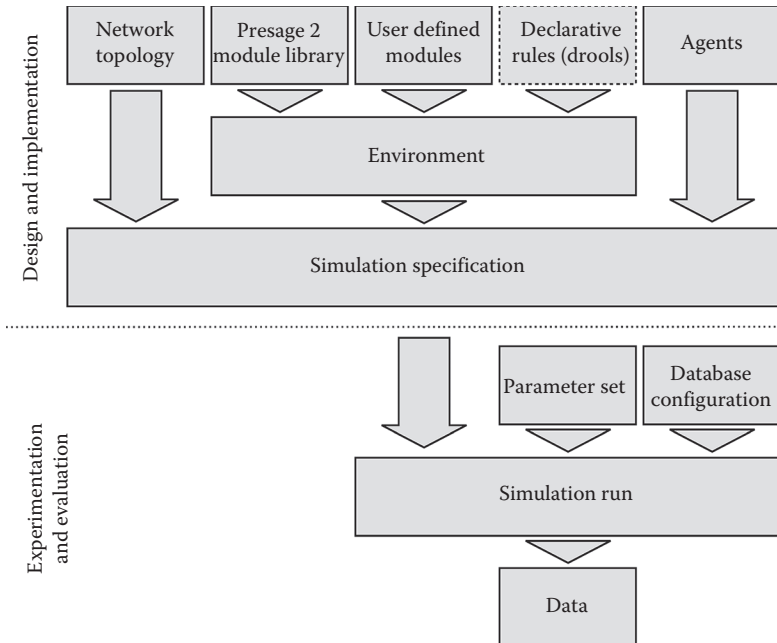 Design and implementation
Network
topology
Presage 2
module library
User defined
modules
Declarative
rules (drools)
Agents
Environment
Simulation specification
Experimentation
and evaluation
Parameter set
Database
configuration
Simulation run
Data